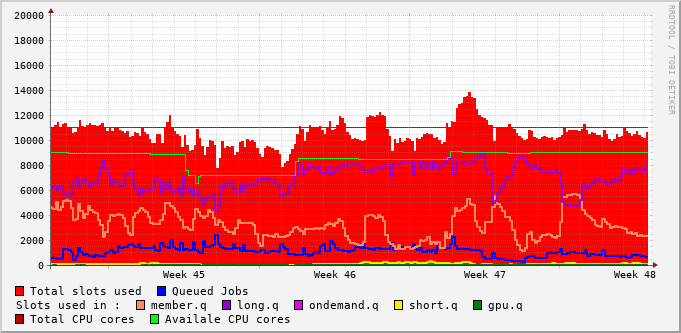 20000
18000
16000
14000
12000
10000
8000
6000
4000
2000
0
Week 45 Week 46 Week 47 Week 48
RRDTOOL / TOBI OETIKER
Total slots used Queued Jobs
Slots used in : member.q long.q ondemand.q short.q gpu.q
Total CPU cores Availale CPU cores